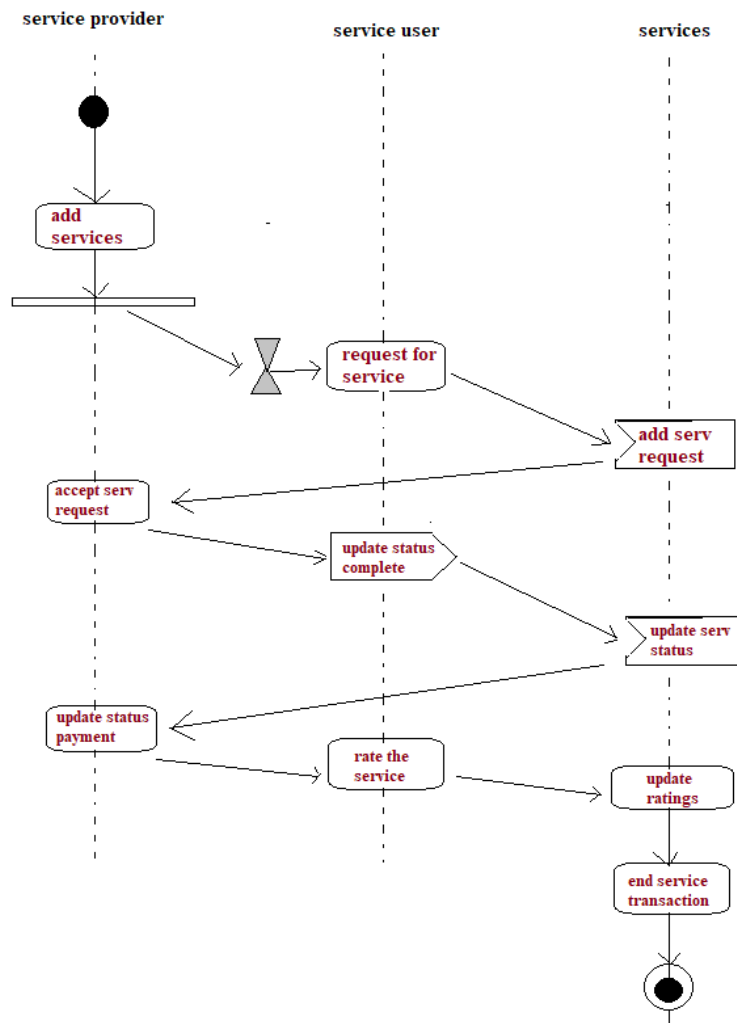 service provider
service user
services
add
services
request for
service
add serv
request
accept serv
request
update status
complete
update serv
status
update status
payment
rate the
service
update
ratings
end service
transaction